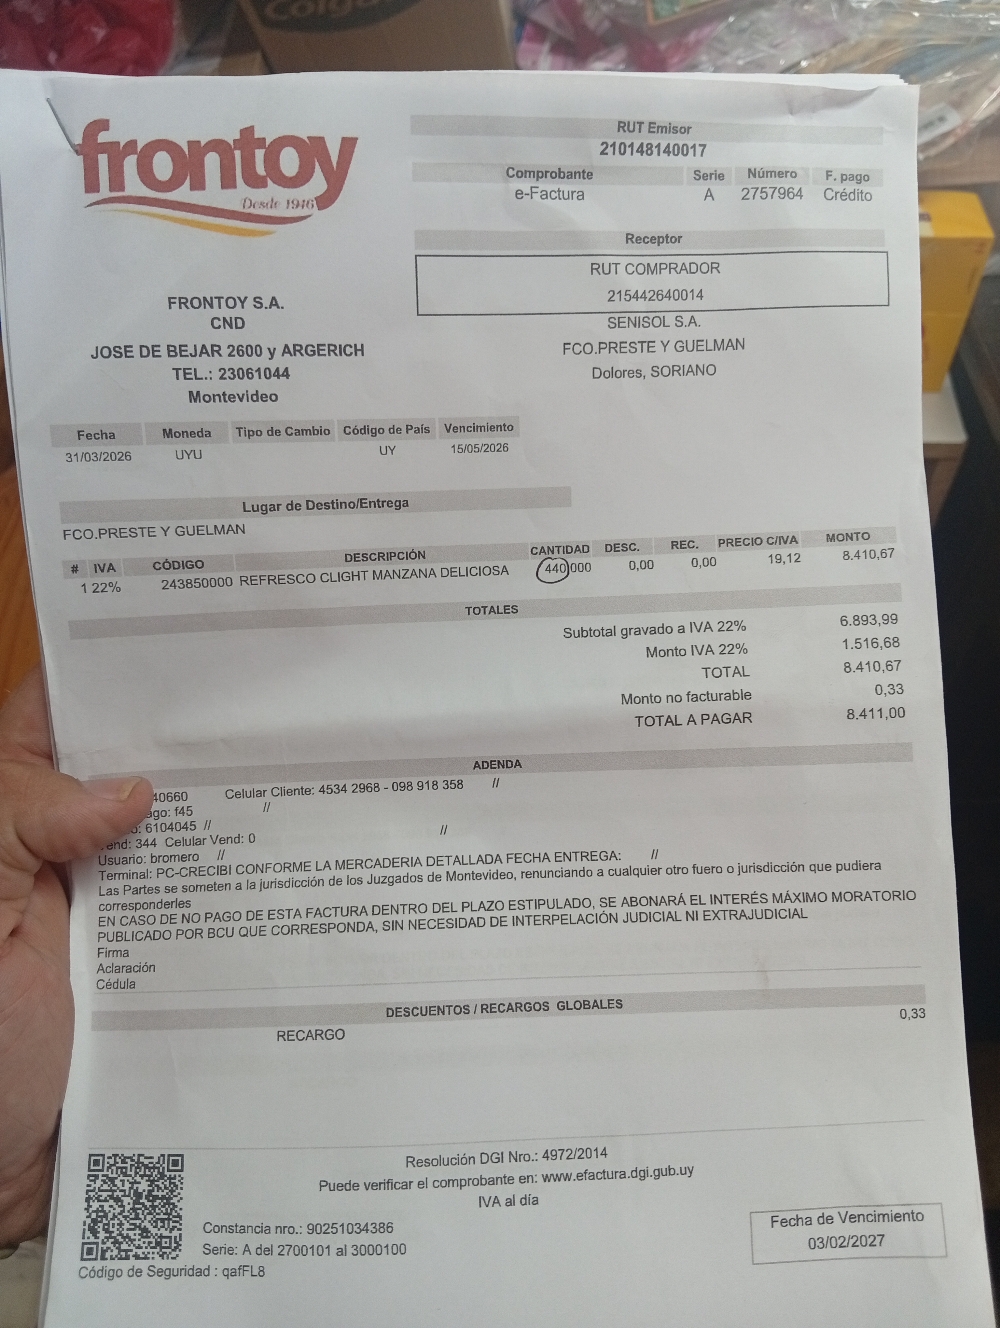 Colga
frontoy
Desde 1946
RUT Emisor
210148140017
Comprobante Serie Número F. pago
e-Factura A 2757964 Crédito
Receptor
RUT COMPRADOR
215442640014
SENISOL S.A.
FCO.PRESTE Y GUELMAN
Dolores, SORIANO
FRONTOY S.A.
CND
JOSE DE BEJAR 2600 y ARGERICH
TEL.: 23061044
Montevideo
Fecha Moneda Tipo de Cambio Código de País Vencimiento
31/03/2026 UYU UY 15/05/2026
Lugar de Destino/Entrega
FCO.PRESTE Y GUELMAN
# IVA CÓDIGO DESCRIPCIÓN CANTIDAD DESC. REC. PRECIO C/IVA MONTO
1 22% 243850000 REFRESCO CLIGHT MANZANA DELICIOSA 440,000 0,00 0,00 19,12 8.410,67
TOTALES
Subtotal gravado a IVA 22% 6.893,99
Monto IVA 22% 1.516,68
TOTAL 8.410,67
Monto no facturable 0,33
TOTAL A PAGAR 8.411,00
ADENDA
40660 Celular Cliente: 4534 2968 - 098 918 358 //
ago: f45 //
: 6104045 //
end: 344 Celular Vend: 0 //
Usuario: bromero //
Terminal: PC-CRECIBI CONFORME LA MERCADERIA DETALLADA FECHA ENTREGA: //
Las Partes se someten a la jurisdicción de los Juzgados de Montevideo, renunciando a cualquier otro fuero o jurisdicción que pudiera
corresponderles
EN CASO DE NO PAGO DE ESTA FACTURA DENTRO DEL PLAZO ESTIPULADO, SE ABONARÁ EL INTERÉS MÁXIMO MORATORIO
PUBLICADO POR BCU QUE CORRESPONDA, SIN NECESIDAD DE INTERPELACIÓN JUDICIAL NI EXTRAJUDICIAL
Firma
Aclaración
Cédula
DESCUENTOS / RECARGOS GLOBALES
RECARGO 0,33
Resolución DGI Nro.: 4972/2014
Puede verificar el comprobante en: www.efactura.dgi.gub.uy
IVA al día
Constancia nro.: 90251034386
Serie: A del 2700101 al 3000100
Código de Seguridad : qafFL8
Fecha de Vencimiento
03/02/2027